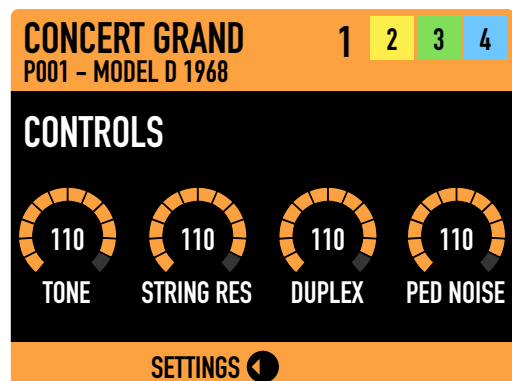 CONCERT GRAND 1 2 3 4
P001 - MODEL D 1968
CONTROLS
110 110 110 110
TONE STRING RES DUPLEX PED NOISE
SETTINGS